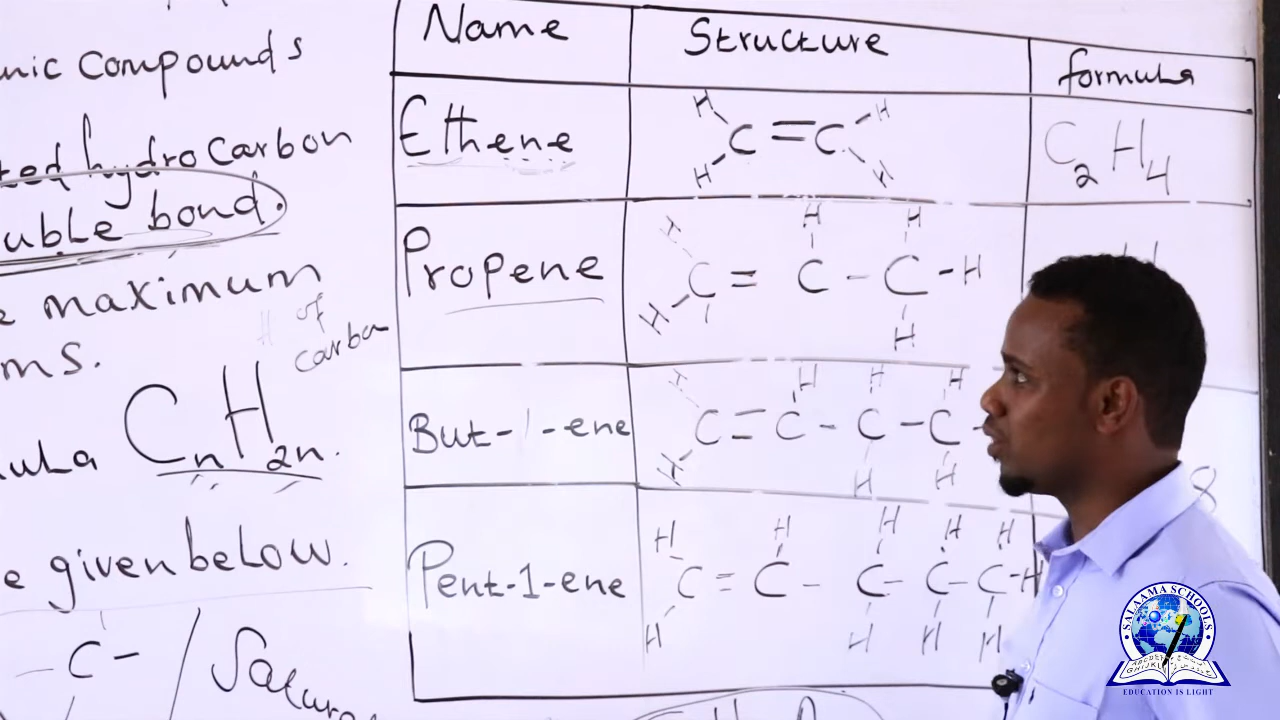 nic compounds
ted hydrocarbon
uble bond.
e maximum
H of
carbon
ms.
ula CnH2n.
e given below.
- C - / Satura
Name Structure formula
Ethene
H H
C = C
H H
C2H4
Propene
H H H
C = C - C - H
H H
H
But-1-ene
H H H H
C = C - C - C -
H H H
8
Pent-1-ene
H H H H H
C = C - C - C - C - H
H H H H
SALAAMA SCHOOLS
EDUCATION IS LIGHT